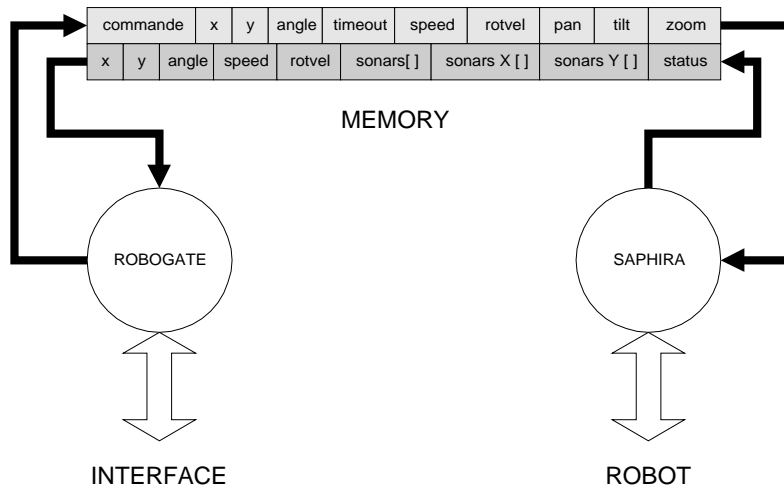 commande x y angle timeout speed rotvel pan tilt zoom
x y angle speed rotvel sonars[ ] sonars X [ ] sonars Y [ ] status
MEMORY
ROBOGATE SAPHIRA
INTERFACE ROBOT